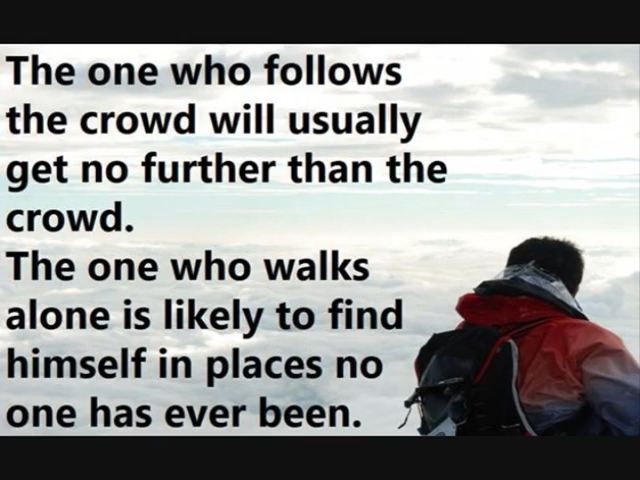 The one who follows
the crowd will usually
get no further than the
crowd.
The one who walks
alone is likely to find
himself in places no
one has ever been.